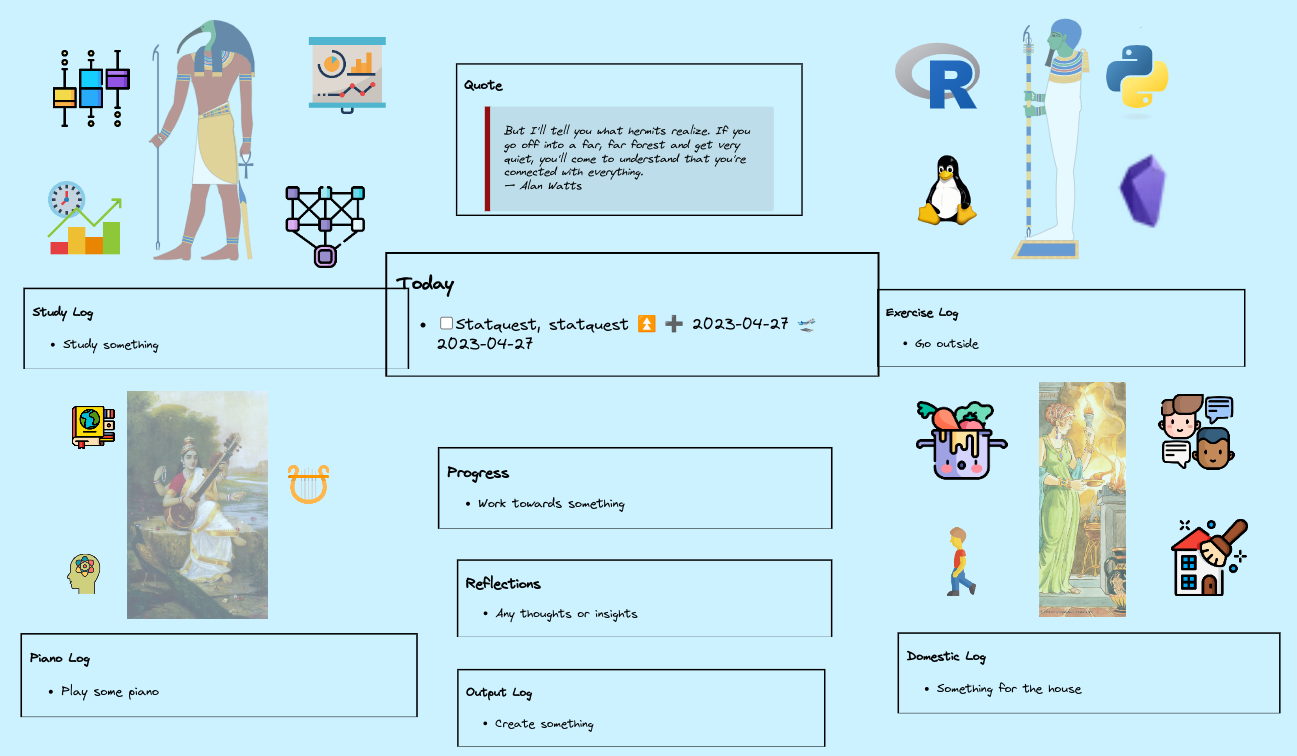 Quote
But I'll tell you what hermits realize. If you
go off into a far, far forest and get very
quiet, you'll come to understand that you're
connected with everything.
— Alan Watts
R
Today
• Statquest, statquest ⏫ ➕ 2023-04-27 🛫
2023-04-27
Study Log
• Study something
Exercise Log
• Go outside
Progress
• Work towards something
Reflections
• Any thoughts or insights
Piano Log
• Play some piano
Output Log
• Create something
Domestic Log
• Something for the house